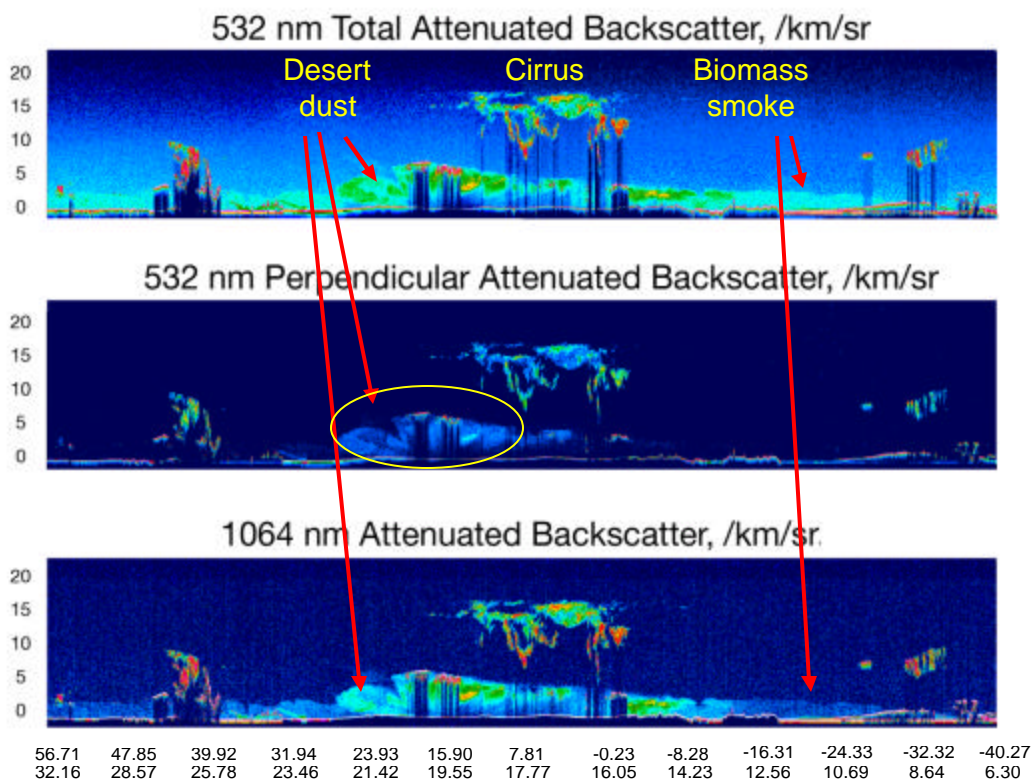 532 nm Total Attenuated Backscatter, /km/sr
20
15
10
5
0
Desert
dust
Cirrus
Biomass
smoke
532 nm Perpendicular Attenuated Backscatter, /km/sr
20
15
10
5
0
1064 nm Attenuated Backscatter, /km/sr.
20
15
10
5
0
56.71 47.85 39.92 31.94 23.93 15.90 7.81 -0.23 -8.28 -16.31 -24.33 -32.32 -40.27
32.16 28.57 25.78 23.46 21.42 19.55 17.77 16.05 14.23 12.56 10.69 8.64 6.30